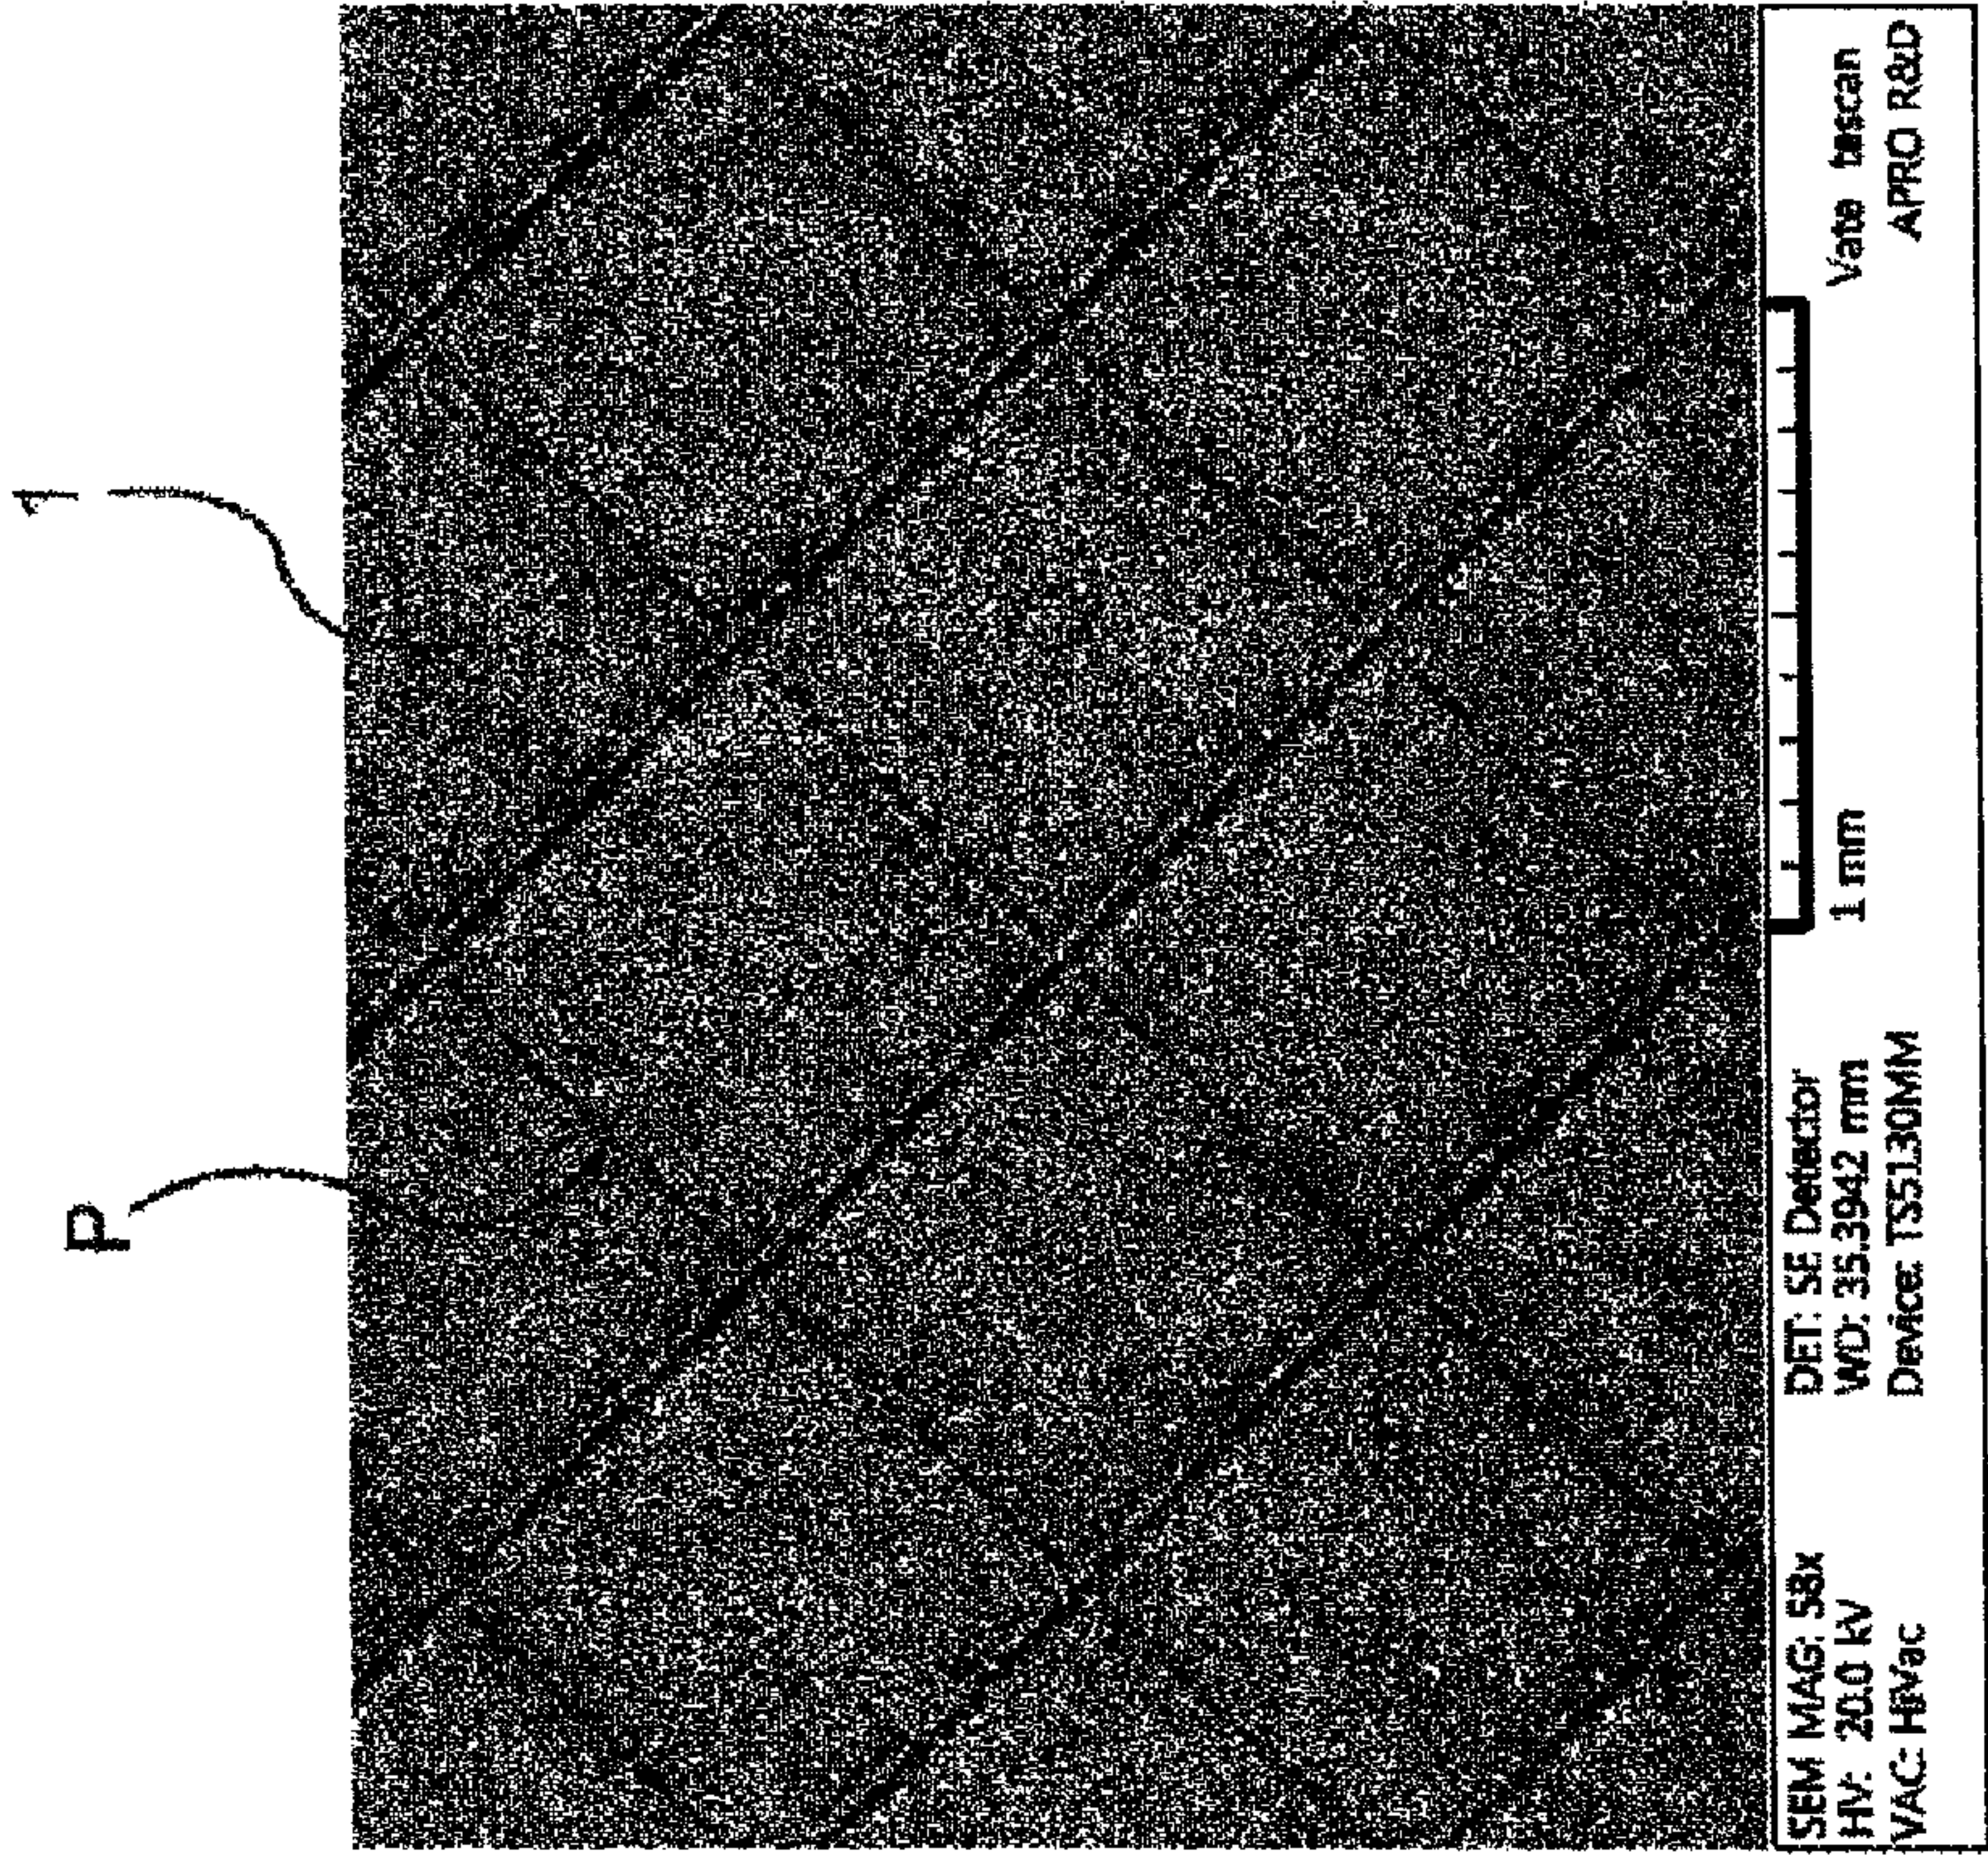 1
P
SEM MAG: 58x DET: SE Detector
HV: 20.0 kV WD: 35.3942 mm 1 mm Vate tescan
VAC: HiVac Device: TS5130MM APRO R&D